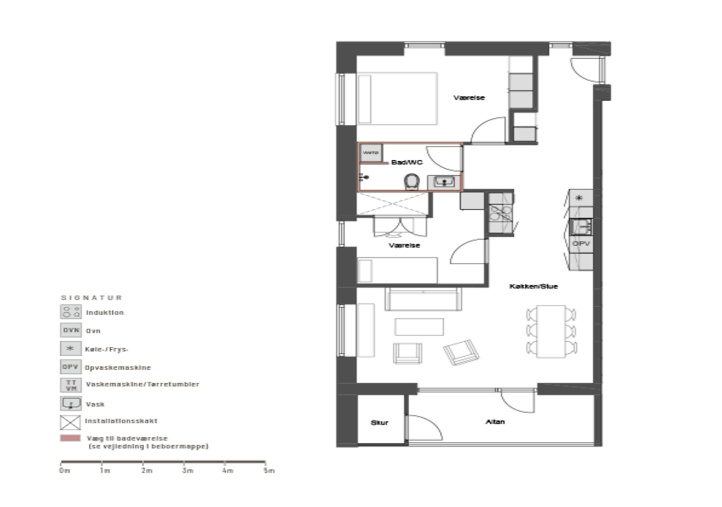 Værelse
Bad/WC
Værelse
*
OPV
Køkken/Stue
Skur
Altan
SIGNATUR
Induktion
OVN Ovn
* Køle-/Frys-
OPV Opvaskemaskine
TT
VM
Vaskemaskine/Tørretumbler
Vask
Installationsskakt
Væg til badeværelse
(se vejledning i beboermappe)
0m 1m 2m 3m 4m 5m